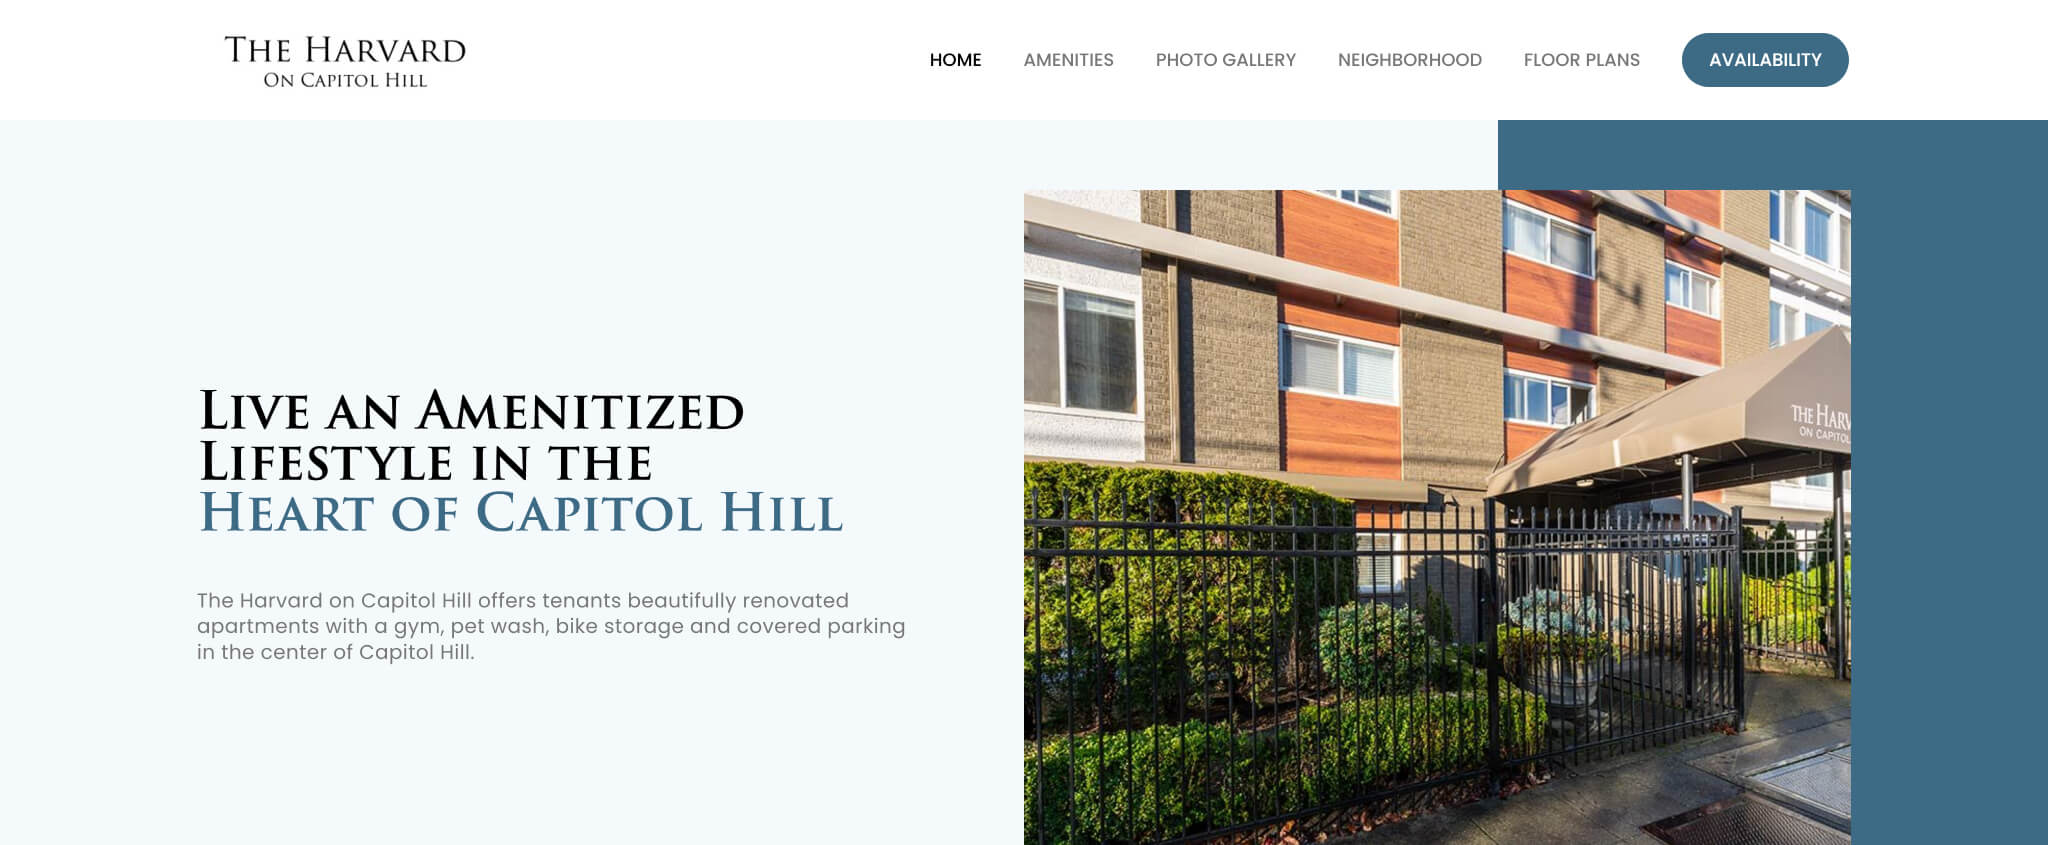 THE HARVARD
ON CAPITOL HILL
HOME
AMENITIES
PHOTO GALLERY
NEIGHBORHOOD
FLOOR PLANS
AVAILABILITY
LIVE AN AMENITIZED
LIFESTYLE IN THE
HEART OF CAPITOL HILL
The Harvard on Capitol Hill offers tenants beautifully renovated
apartments with a gym, pet wash, bike storage and covered parking
in the center of Capitol Hill.
THE HARV
ON CAPITOL